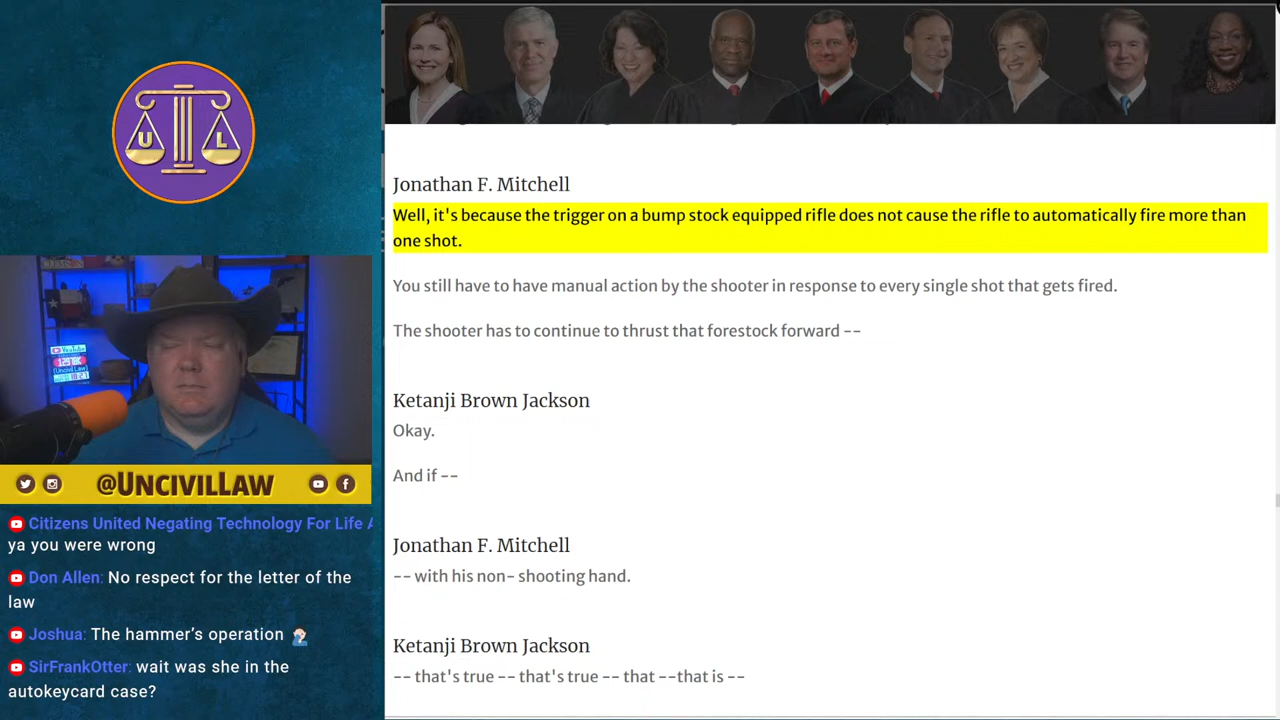 U L
YouTube
@UNCIVILLAW
Citizens United Negating Technology For Life A
ya you were wrong
Don Allen: No respect for the letter of the
law
Joshua: The hammer's operation 🤦🏻‍♂️
SirFrankOtter: wait was she in the
autokeycard case?
Jonathan F. Mitchell
Well, it's because the trigger on a bump stock equipped rifle does not cause the rifle to automatically fire more than
one shot.
You still have to have manual action by the shooter in response to every single shot that gets fired.
The shooter has to continue to thrust that forestock forward --
Ketanji Brown Jackson
Okay.
And if --
Jonathan F. Mitchell
-- with his non- shooting hand.
Ketanji Brown Jackson
-- that's true -- that's true -- that --that is --